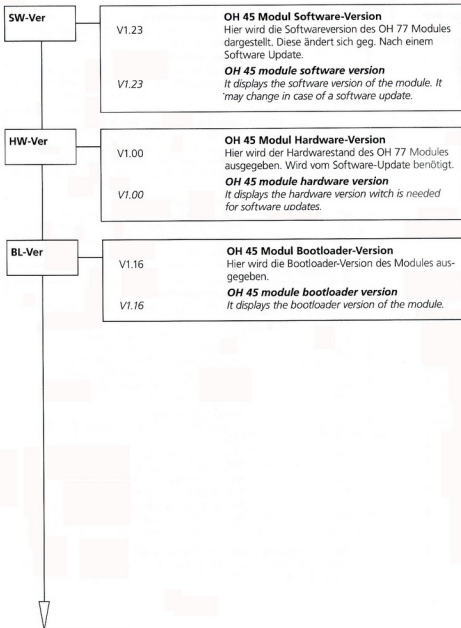 SW-Ver
OH 45 Modul Software-Version
V1.23
Hier wird die Softwareversion des OH 77 Modules
dargestellt. Diese ändert sich geg. Nach einem
Software Update.
OH 45 module software version
V1.23
It displays the software version of the module. It
may change in case of a software update.
HW-Ver
OH 45 Modul Hardware-Version
V1.00
Hier wird der Hardwarestand des OH 77 Modules
ausgegeben. Wird vom Software-Update benötigt.
OH 45 module hardware version
V1.00
It displays the hardware version witch is needed
for software updates.
BL-Ver
OH 45 Modul Bootloader-Version
V1.16
Hier wird die Bootloader-Version des Modules aus-
gegeben.
OH 45 module bootloader version
V1.16
It displays the bootloader version of the module.